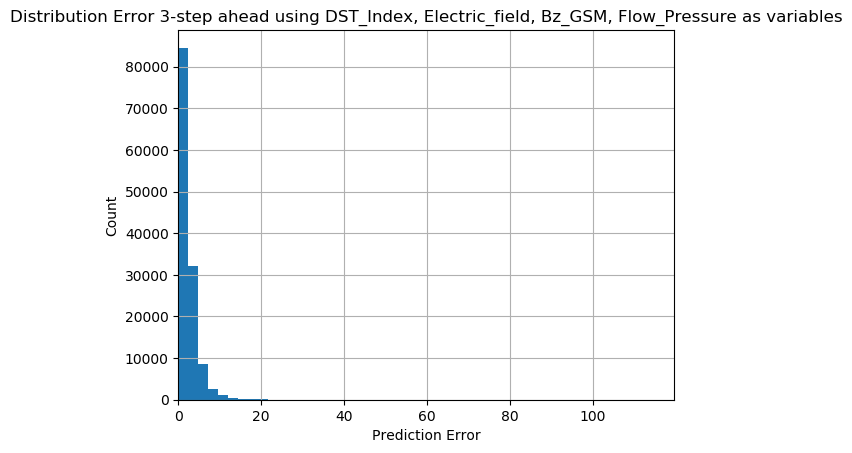 Distribution Error 3-step ahead using DST_Index, Electric_field, Bz_GSM, Flow_Pressure as variables
80000
70000
60000
50000
40000
30000
20000
10000
0
Count
0 20 40 60 80 100
Prediction Error